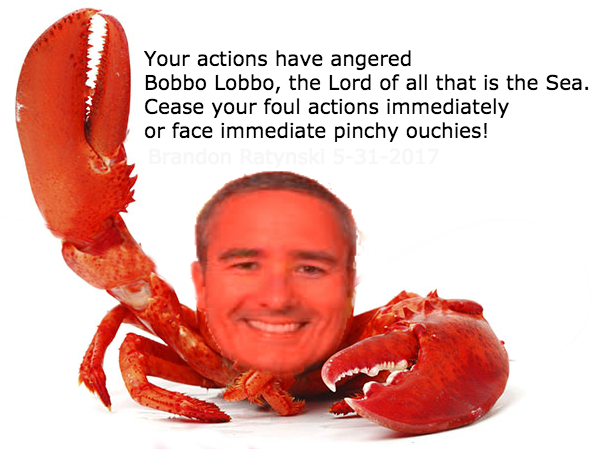 Your actions have angered
Bobbo Lobbo, the Lord of all that is the Sea.
Cease your foul actions immediately
or face immediate pinchy ouchies!
Brandon Ratynski 5-31-2017